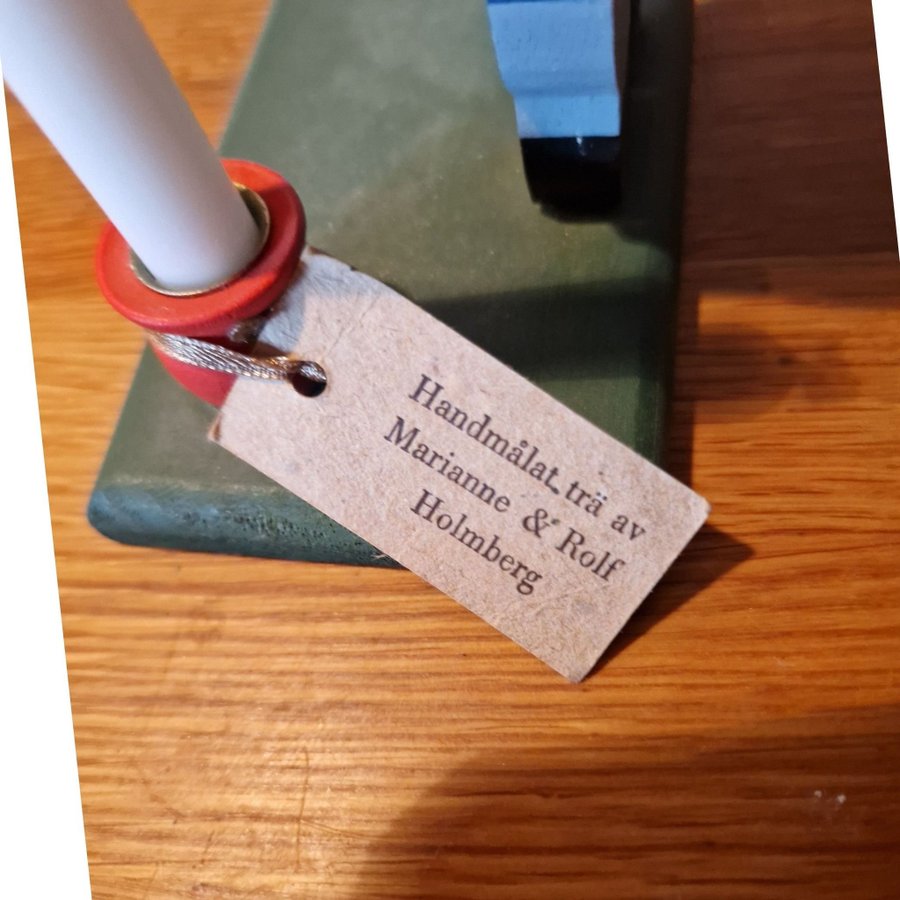 Handmålat trä av
Marianne & Rolf
Holmberg